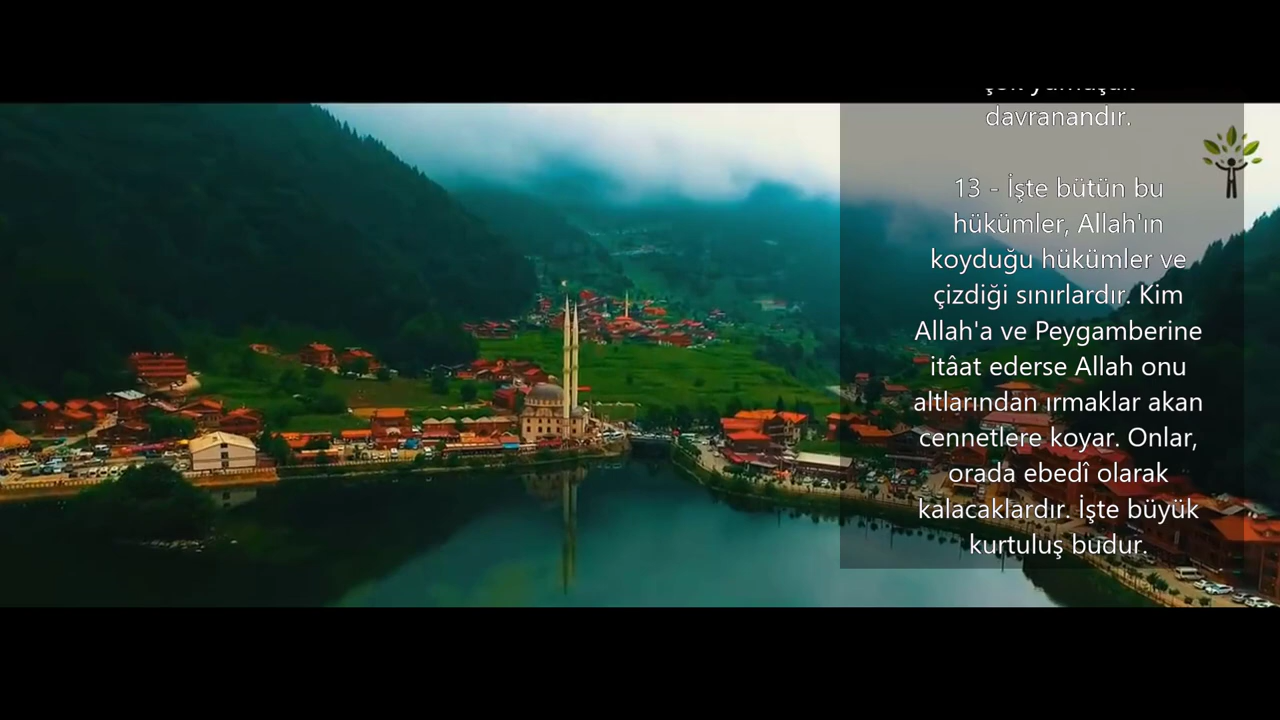 davranandır.
13 - İşte bütün bu
hükümler, Allah'ın
koyduğu hükümler ve
çizdiği sınırlardır. Kim
Allah'a ve Peygamberine
itâat ederse Allah onu
altlarından ırmaklar akan
cennetlere koyar. Onlar,
orada ebedî olarak
kalacaklardır. İşte büyük
kurtuluş budur.